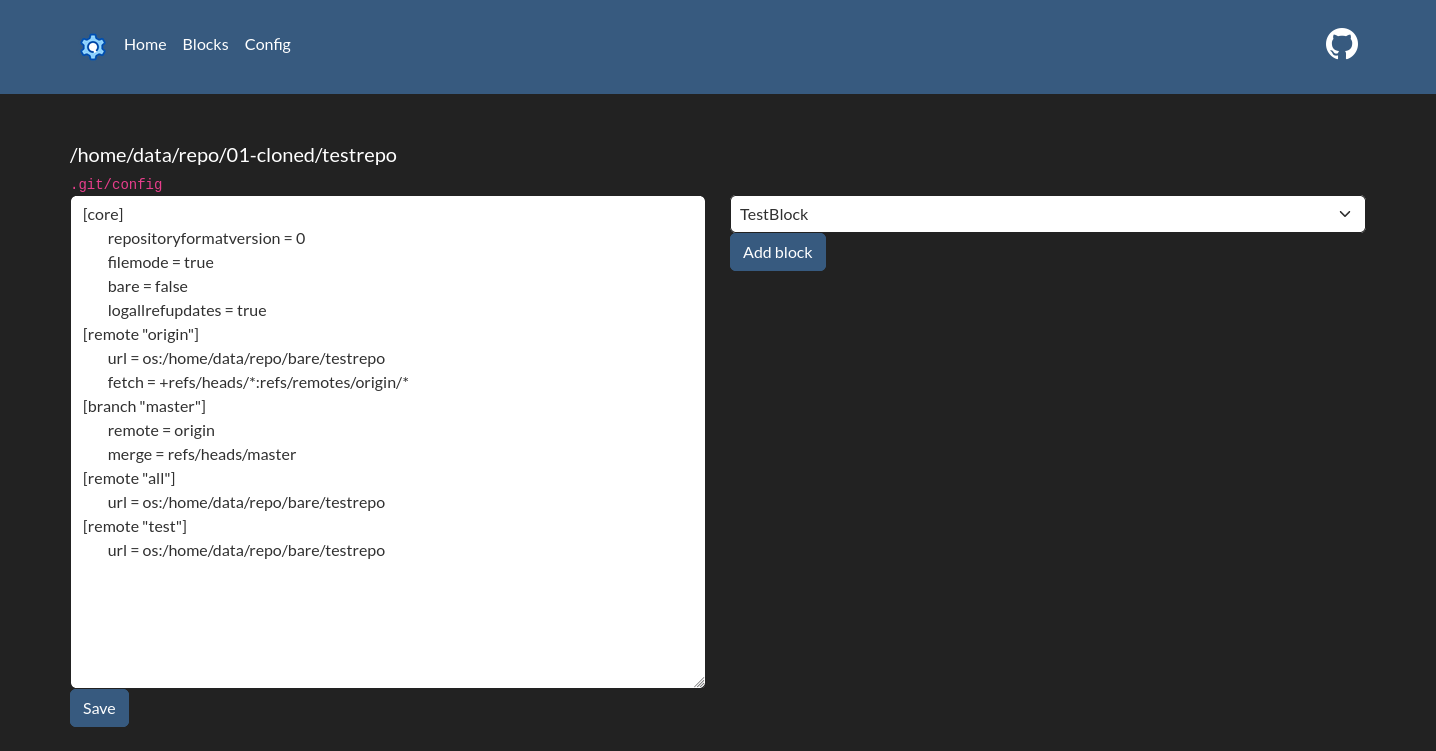 Home Blocks Config
/home/data/repo/01-cloned/testrepo
.git/config
[core]
repositoryformatversion = 0
filemode = true
bare = false
logallrefupdates = true
[remote "origin"]
url = os:/home/data/repo/bare/testrepo
fetch = +refs/heads/*:refs/remotes/origin/*
[branch "master"]
remote = origin
merge = refs/heads/master
[remote "all"]
url = os:/home/data/repo/bare/testrepo
[remote "test"]
url = os:/home/data/repo/bare/testrepo
Save
TestBlock
Add block